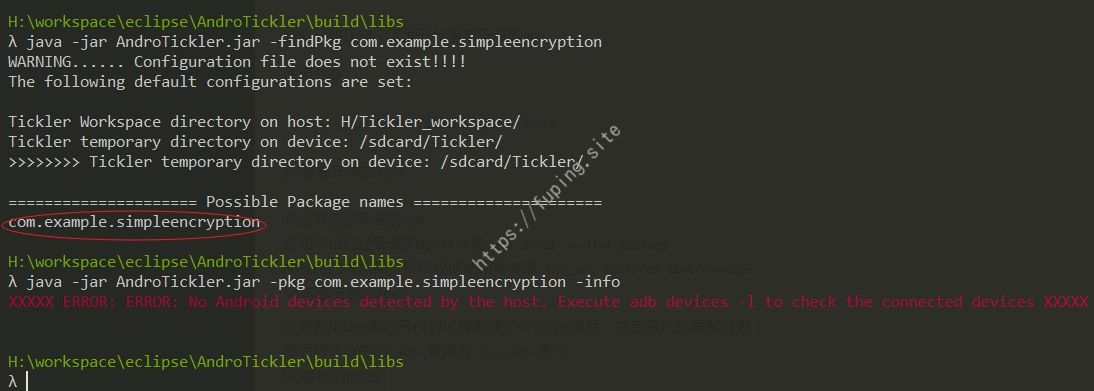 H:\workspace\eclipse\AndroTickler\build\libs
λ java -jar AndroTickler.jar -findPkg com.example.simpleencryption
WARNING...... Configuration file does not exist!!!!
The following default configurations are set:
Tickler Workspace directory on host: H/Tickler_workspace/
Tickler temporary directory on device: /sdcard/Tickler/
>>>>>>>> Tickler temporary directory on device: /sdcard/Tickler/
===================== Possible Package names =====================
com.example.simpleencryption
H:\workspace\eclipse\AndroTickler\build\libs
λ java -jar AndroTickler.jar -pkg com.example.simpleencryption -info
XXXXX ERROR: ERROR: No Android devices detected by the host. Execute adb devices -l to check the connected devices XXXXX
H:\workspace\eclipse\AndroTickler\build\libs
λ
https://fuping.site